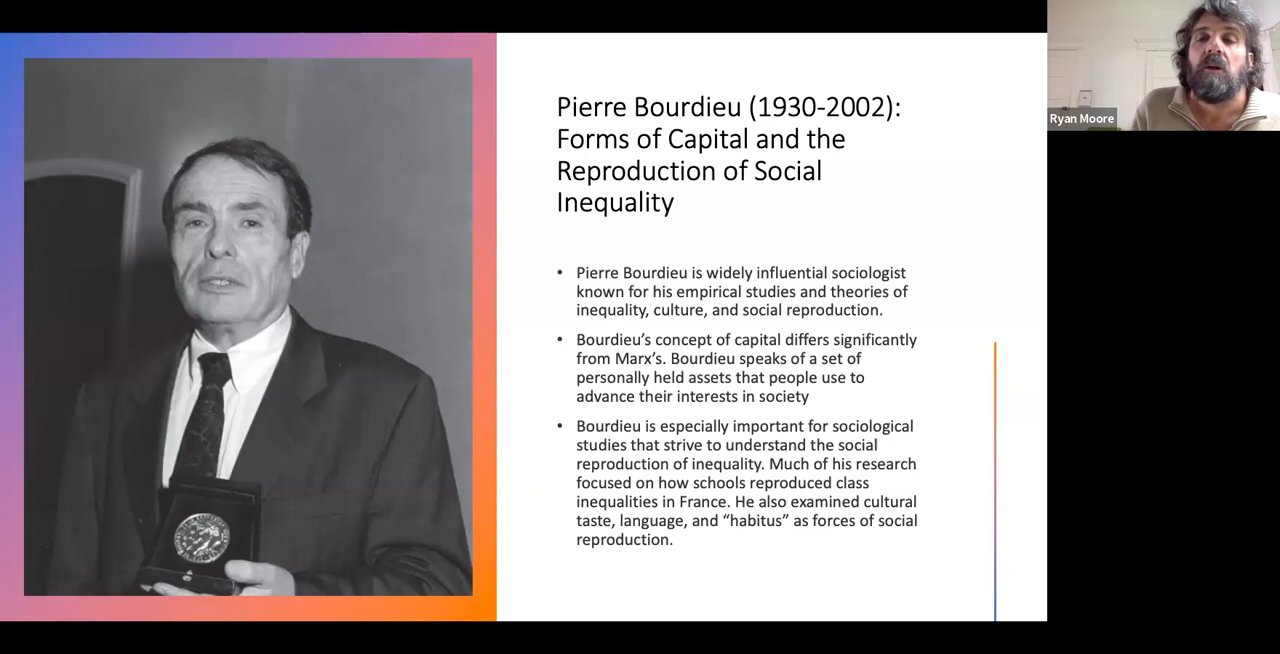 Pierre Bourdieu (1930-2002):
Forms of Capital and the
Reproduction of Social
Inequality
• Pierre Bourdieu is widely influential sociologist
known for his empirical studies and theories of
inequality, culture, and social reproduction.
• Bourdieu’s concept of capital differs significantly
from Marx’s. Bourdieu speaks of a set of
personally held assets that people use to
advance their interests in society
• Bourdieu is especially important for sociological
studies that strive to understand the social
reproduction of inequality. Much of his research
focused on how schools reproduced class
inequalities in France. He also examined cultural
taste, language, and “habitus” as forces of social
reproduction.
Ryan Moore